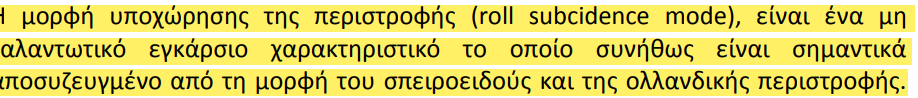 Η μορφή υποχώρησης της περιστροφής (roll subcidence mode), είναι ένα μη
ταλαντωτικό εγκάρσιο χαρακτηριστικό το οποίο συνήθως είναι σημαντικά
αποσυζευγμένο από τη μορφή του σπειροειδούς και της ολλανδικής περιστροφής.